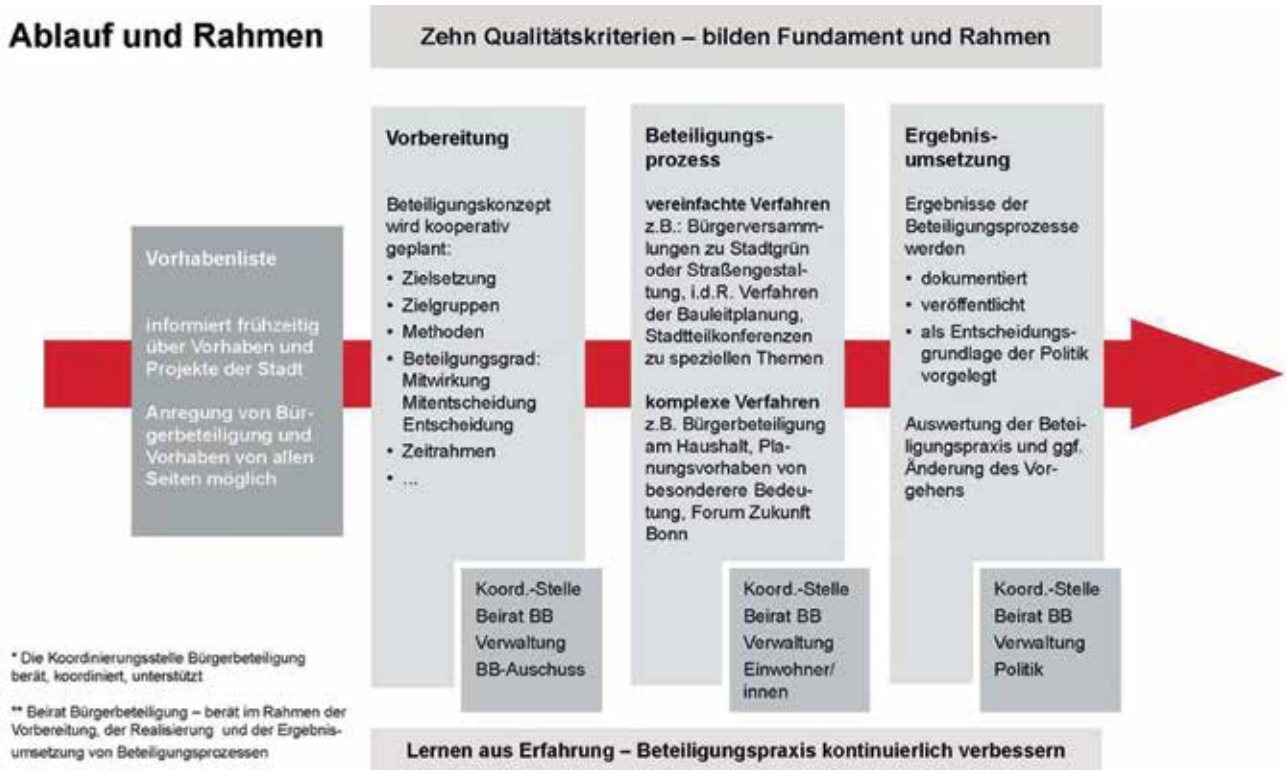 Ablauf und Rahmen
Zehn Qualitätskriterien – bilden Fundament und Rahmen
Vorhabenliste
informiert frühzeitig
über Vorhaben und
Projekte der Stadt
Anregung von Bür-
gerbeteiligung und
Vorhaben von allen
Seiten möglich
Vorbereitung
Beteiligungskonzept
wird kooperativ
geplant:
• Zielsetzung
• Zielgruppen
• Methoden
• Beteilgungsgrad:
Mitwirkung
Mitentscheidung
Entscheidung
• Zeitrahmen
• ...
Koord.-Stelle
Beirat BB
Verwaltung
BB-Auschuss
Beteiligungs-
prozess
vereinfachte Verfahren
z.B.: Bürgerversamm-
lungen zu Stadtgrün
oder Straßengestal-
tung, i.d.R. Verfahren
der Bauleitplanung,
Stadtteilkonferenzen
zu speziellen Themen
komplexe Verfahren
z.B. Bürgerbeteiligung
am Haushalt, Pla-
nungsvorhaben von
besonderere Bedeu-
tung, Forum Zukunft
Bonn
Koord.-Stelle
Beirat BB
Verwaltung
Einwohner/
innen
Ergebnis-
umsetzung
Ergebnisse der
Beteiligungsprozesse
werden
• dokumentiert
• veröffentlicht
• als Entscheidungs-
grundlage der Politik
vorgelegt
Auswertung der Betei-
ligungspraxis und ggf.
Änderung des Vor-
gehens
Koord.-Stelle
Beirat BB
Verwaltung
Politik
* Die Koordinierungsstelle Bürgerbeteiligung
berät, koordiniert, unterstützt
** Beirat Bürgerbeteiligung – berät im Rahmen der
Vorbereitung, der Realisierung und der Ergebnis-
umsetzung von Beteiligungsprozessen
Lernen aus Erfahrung – Beteiligungspraxis kontinuierlich verbessern